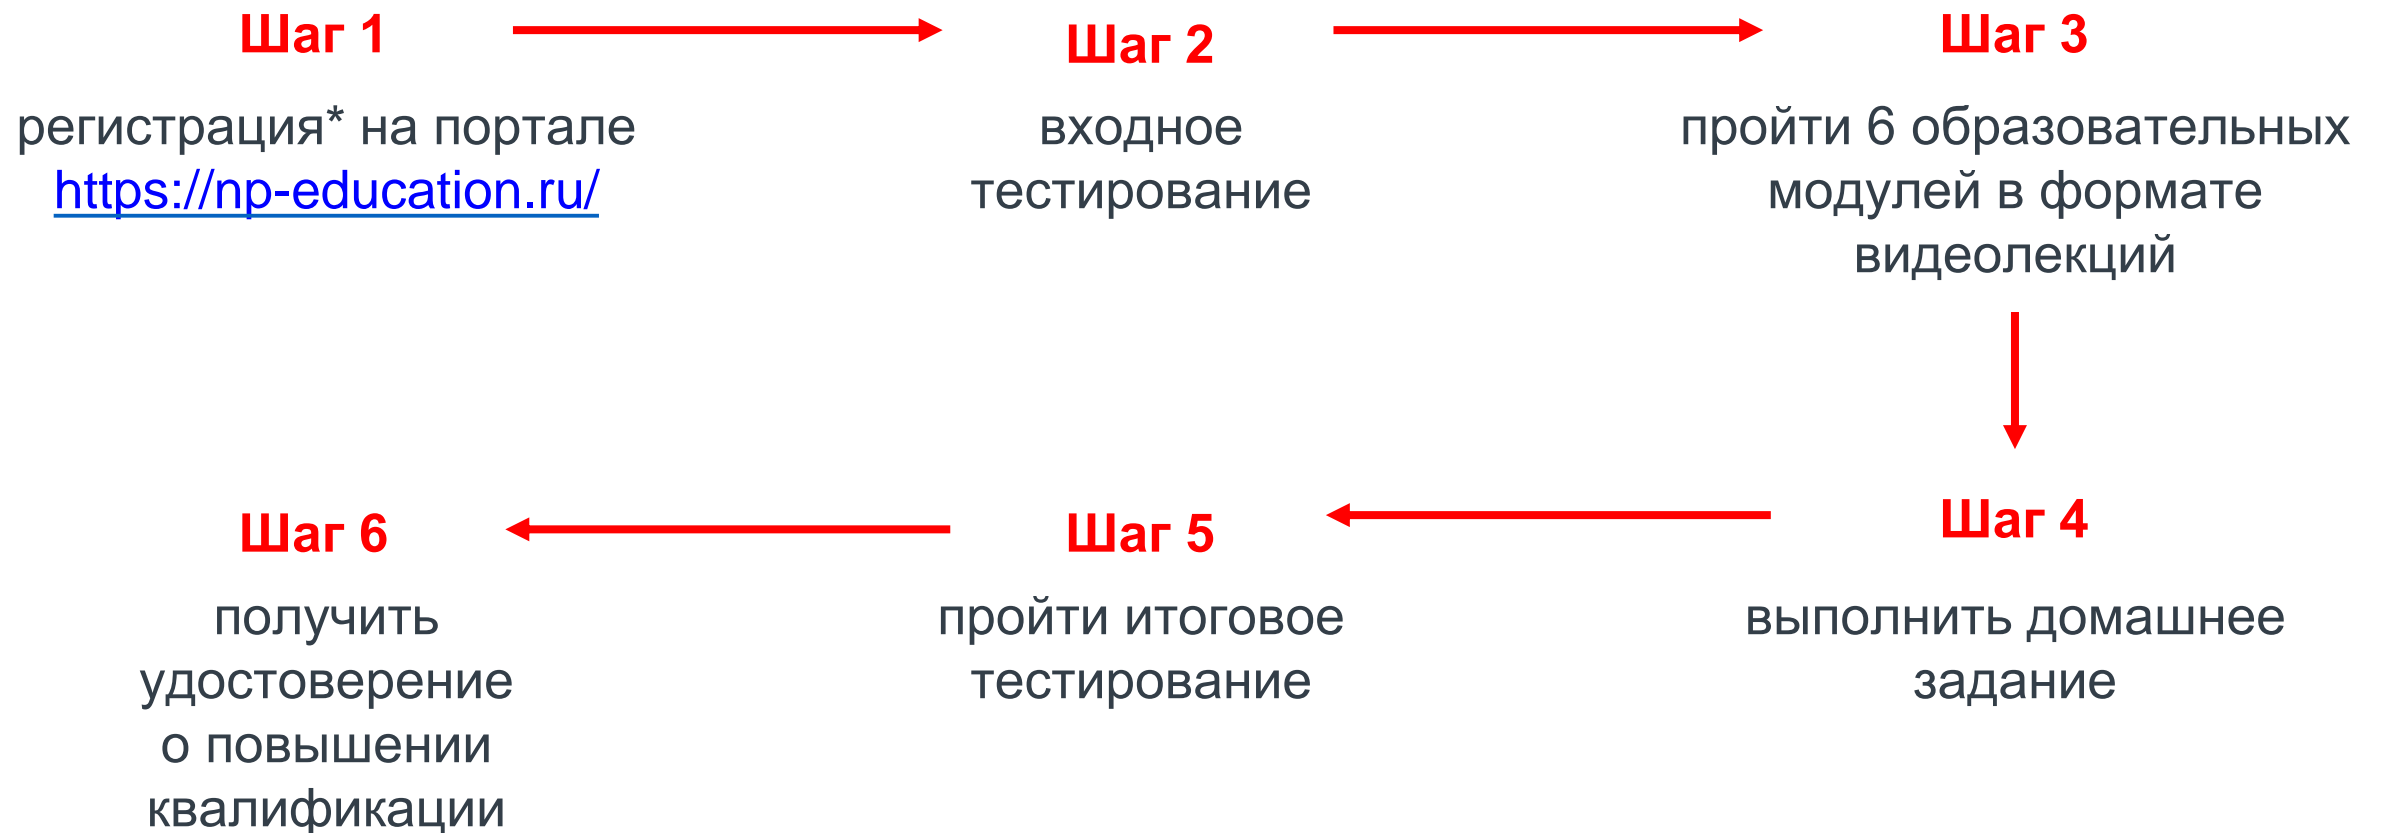 Шаг 1
регистрация* на портале
https://np-education.ru/
Шаг 2
входное
тестирование
Шаг 3
пройти 6 образовательных
модулей в формате
видеолекций
Шаг 4
выполнить домашнее
задание
Шаг 5
пройти итоговое
тестирование
Шаг 6
получить
удостоверение
о повышении
квалификации